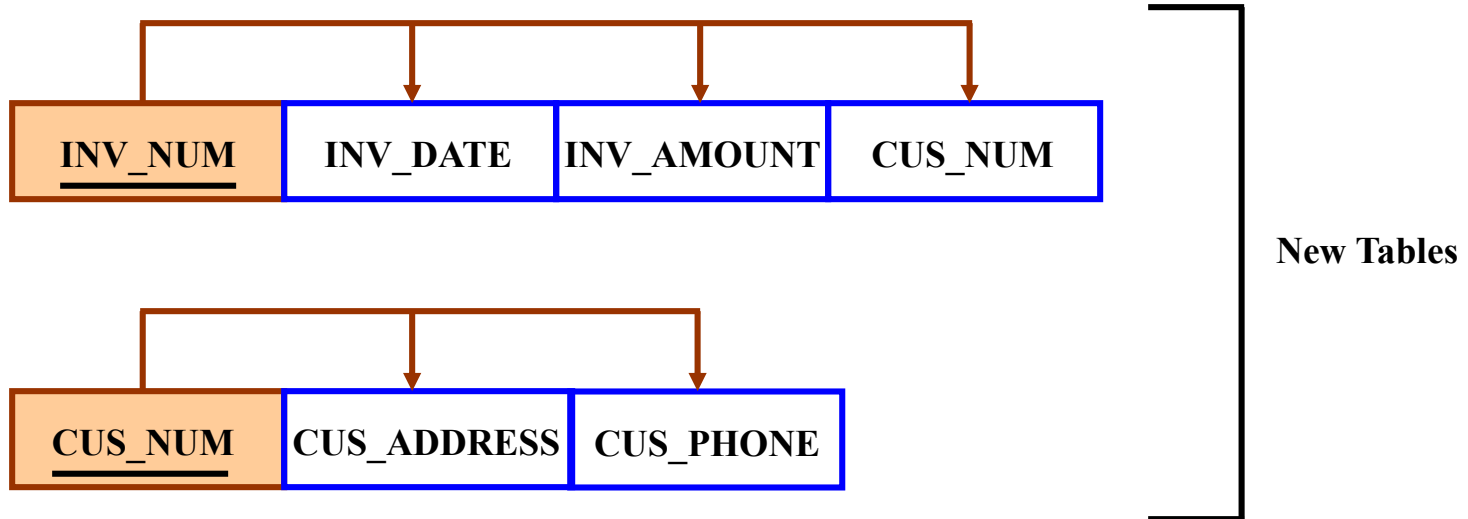 INV_NUM INV_DATE INV_AMOUNT CUS_NUM
New Tables
CUS_NUM CUS_ADDRESS CUS_PHONE